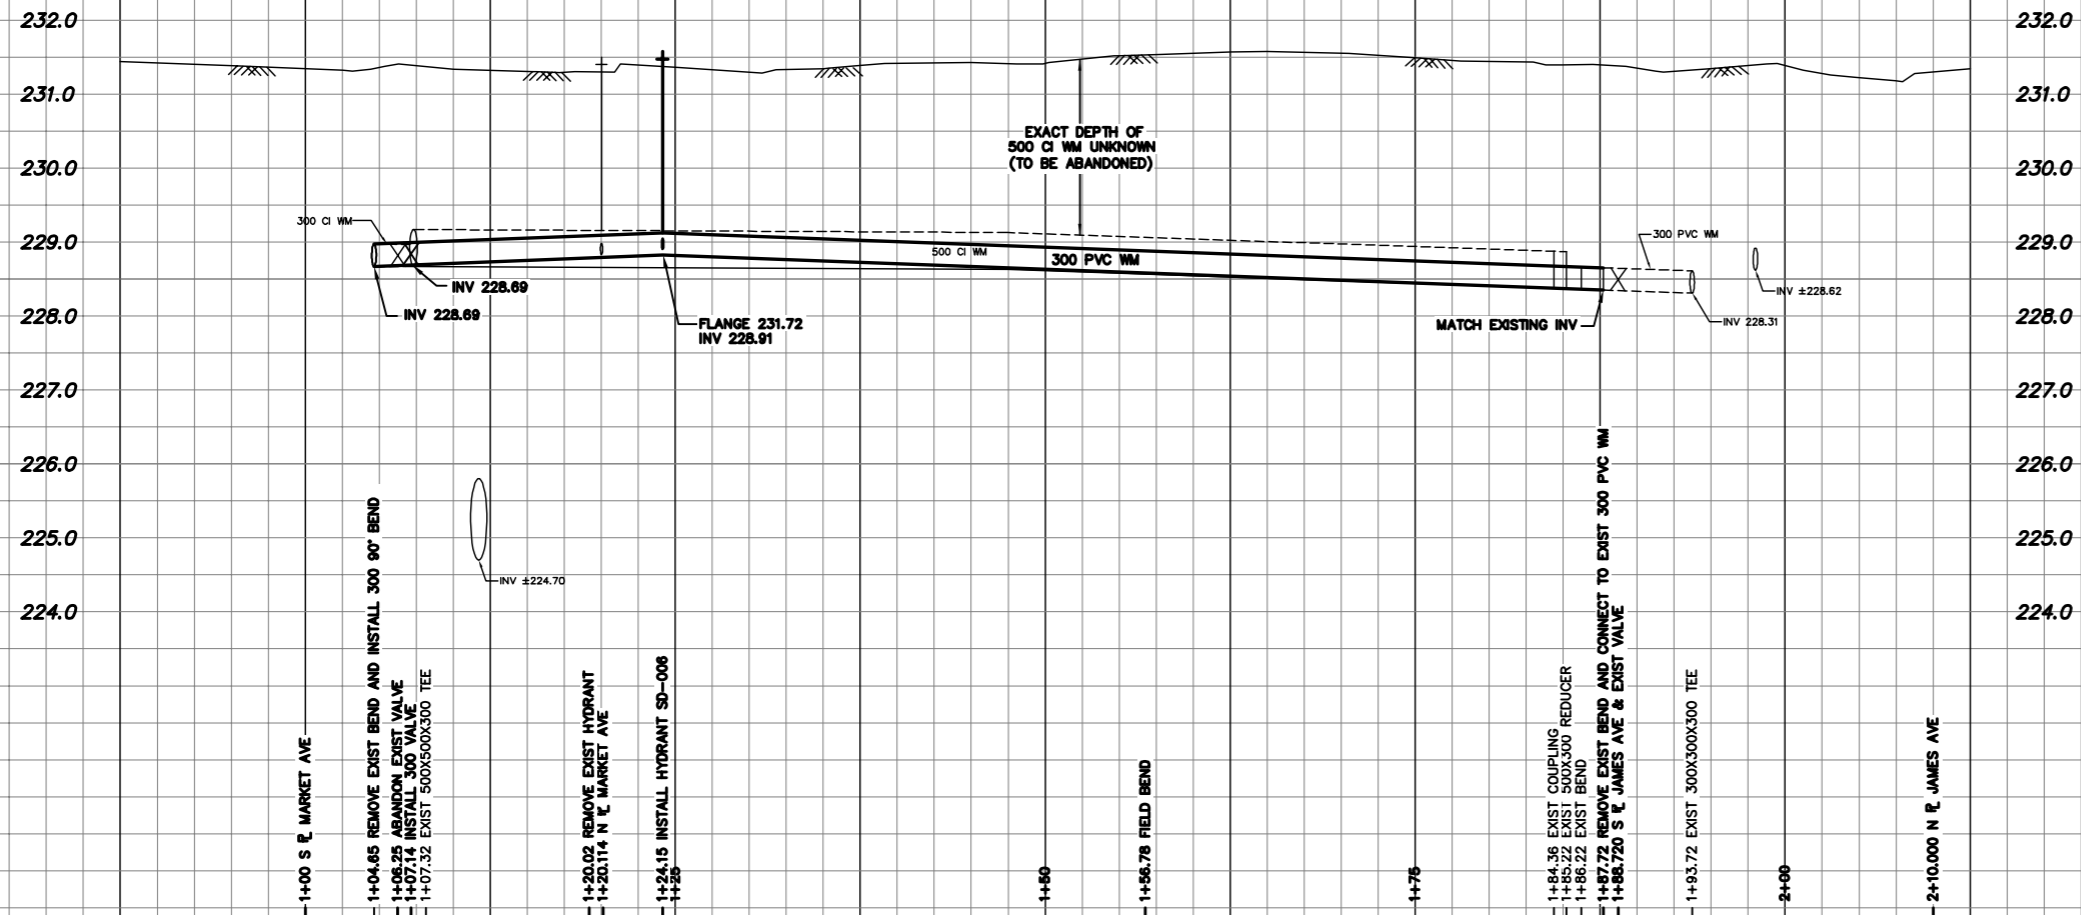 232.0
232.0
231.0
231.0
EXACT DEPTH OF
500 CI WM UNKNOWN
(TO BE ABANDONED)
230.0
230.0
300 CI WM
229.0
229.0
300 PVC WM
500 CI WM
300 PVC WM
INV 228.69
INV ±228.62
INV 228.69
228.0
228.0
FLANGE 231.72
INV 228.91
MATCH EXISTING INV
INV 228.31
227.0
227.0
226.0
226.0
225.0
225.0
INV ±224.70
224.0
224.0
1+00 S PL MARKET AVE
1+04.65 REMOVE EXIST BEND AND INSTALL 300 90° BEND
1+06.25 ABANDON EXIST VALVE
1+07.14 INSTALL 300 VALVE
1+07.32 EXIST 500X500X300 TEE
1+20.02 REMOVE EXIST HYDRANT
1+20.114 N PL MARKET AVE
1+24.15 INSTALL HYDRANT SD-006
1+25
1+50
1+56.78 FIELD BEND
1+75
1+84.36 EXIST COUPLING
1+85.22 EXIST 500X300 REDUCER
1+86.22 EXIST BEND
1+87.72 REMOVE EXIST BEND AND CONNECT TO EXIST 300 PVC WM
1+88.720 S PL JAMES AVE & EXIST VALVE
1+93.72 EXIST 300X300X300 TEE
2+00
2+10.000 N PL JAMES AVE